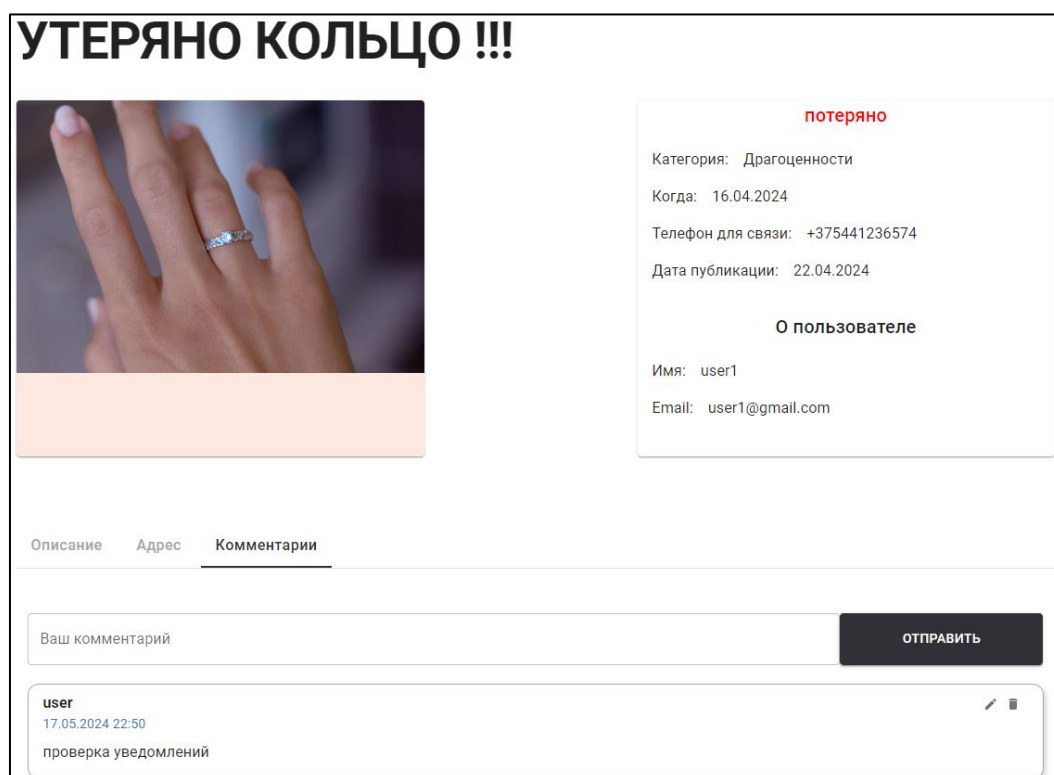 УТЕРЯНО КОЛЬЦО !!!
потеряно
Категория: Драгоценности
Когда: 16.04.2024
Телефон для связи: +375441236574
Дата публикации: 22.04.2024
О пользователе
Имя: user1
Email: user1@gmail.com
Описание Адрес Комментарии
Ваш комментарий ОТПРАВИТЬ
user
17.05.2024 22:50
проверка уведомлений